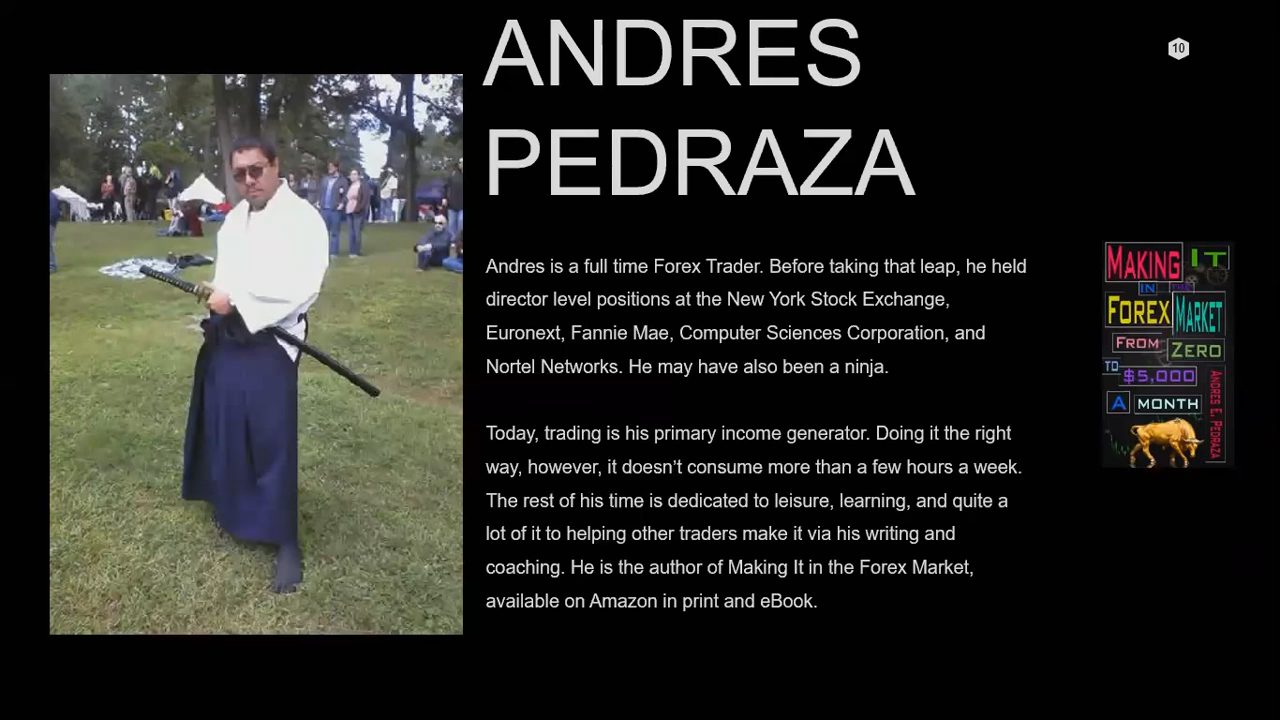 ANDRES
PEDRAZA
10
Andres is a full time Forex Trader. Before taking that leap, he held
director level positions at the New York Stock Exchange,
Euronext, Fannie Mae, Computer Sciences Corporation, and
Nortel Networks. He may have also been a ninja.
Today, trading is his primary income generator. Doing it the right
way, however, it doesn’t consume more than a few hours a week.
The rest of his time is dedicated to leisure, learning, and quite a
lot of it to helping other traders make it via his writing and
coaching. He is the author of Making It in the Forex Market,
available on Amazon in print and eBook.
MAKING IT
IN THE
FOREX MARKET
FROM ZERO
TO $5,000
A MONTH
ANDRES E. PEDRAZA